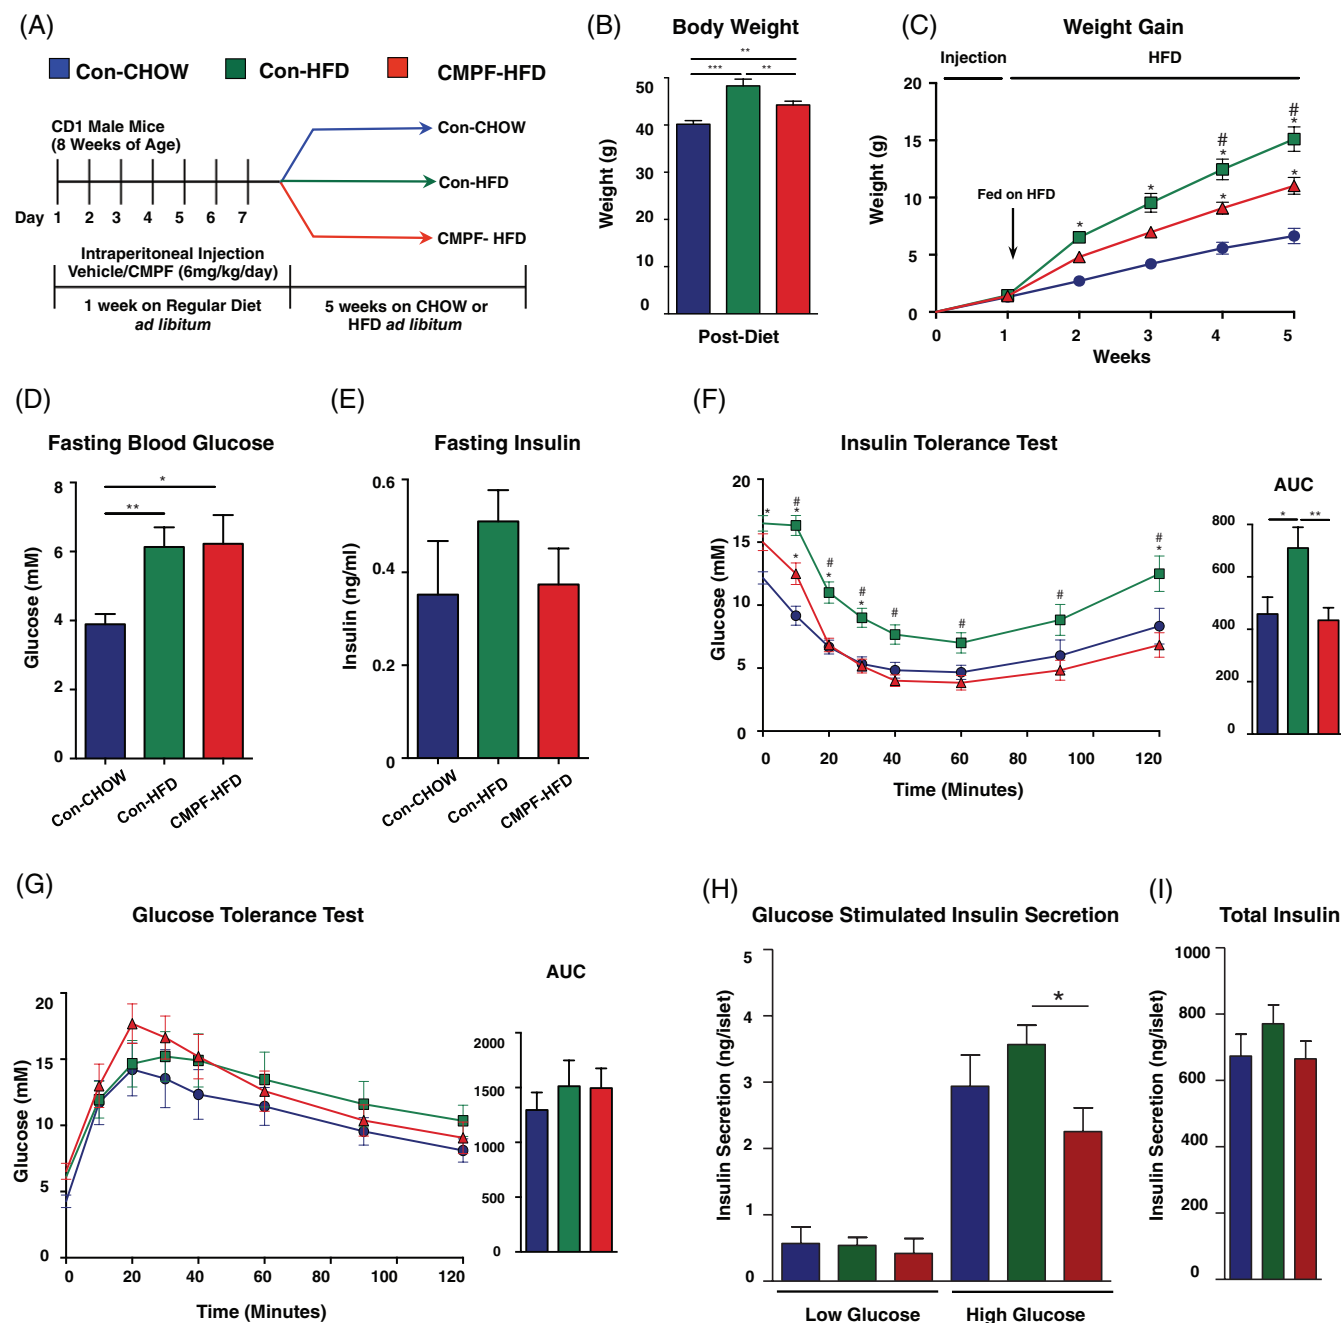 (A)
Con-CHOW
Con-HFD
CMPF-HFD
CD1 Male Mice
(8 Weeks of Age)
Day 1 2 3 4 5 6 7
Con-CHOW
Con-HFD
CMPF- HFD
Intraperitoneal Injection
Vehicle/CMPF (6mg/kg/day)
1 week on Regular Diet
ad libitum
5 weeks on CHOW or
HFD ad libitum
(B)
Body Weight
**
*** **
Weight (g)
50
40
30
20
10
0
Post-Diet
(C)
Weight Gain
Injection HFD
Weight (g)
20
15
10
5
0
Fed on HFD
* * # * # *
* *
0 1 2 3 4 5
Weeks
(D)
Fasting Blood Glucose
*
**
Glucose (mM)
8
6
4
2
0
Con-CHOW
Con-HFD
CMPF-HFD
(E)
Fasting Insulin
Insulin (ng/ml)
0.6
0.4
0.2
0
Con-CHOW
Con-HFD
CMPF-HFD
(F)
Insulin Tolerance Test
Glucose (mM)
20
15
10
5
0
* # * # * # * # # # # *
*
0 20 40 60 80 100 120
Time (Minutes)
AUC
* **
800
600
400
200
0
(G)
Glucose Tolerance Test
Glucose (mM)
20
15
10
5
0
0 20 40 60 80 100 120
Time (Minutes)
AUC
2000
1500
1000
500
0
(H)
Glucose Stimulated Insulin Secretion
Insulin Secretion (ng/islet)
5
4
3
2
1
0
*
Low Glucose High Glucose
(I)
Total Insulin
Insulin Secretion (ng/islet)
1000
800
600
400
200
0